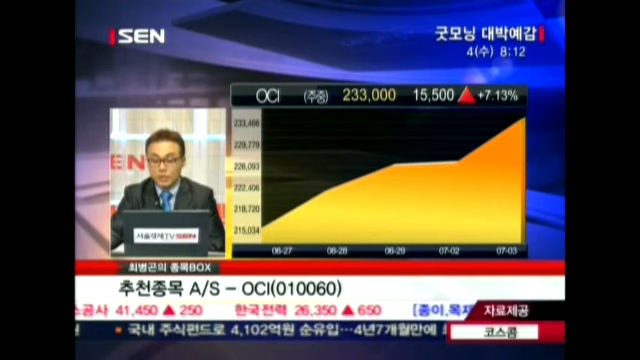 SEN
굿모닝 대박예감
4(수) 8:12
OCI (주중) 233,000 15,500 ▲ +7.13%
233,466
229,779
226,093
222,406
218,720
215,034
06-27 06-28 06-29 07-02 07-03
EN
서울경제TV SEN
최병곤의 종목BOX
추천종목 A/S - OCI(010060)
스공사 41,450 ▲ 250 한국전력 26,350 ▲ 650 [종이,목재
자료제공
코스콤
국내 주식펀드로 4,102억원 순유입…4년7개월만에 최